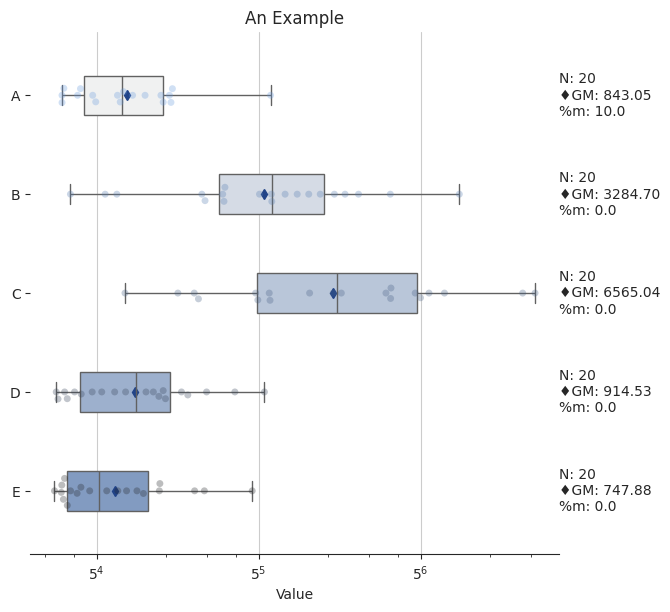 An Example
A
N: 20
♦GM: 843.05
%m: 10.0
B
N: 20
♦GM: 3284.70
%m: 0.0
C
N: 20
♦GM: 6565.04
%m: 0.0
D
N: 20
♦GM: 914.53
%m: 0.0
E
N: 20
♦GM: 747.88
%m: 0.0
5⁴ 5⁵ 5⁶
Value